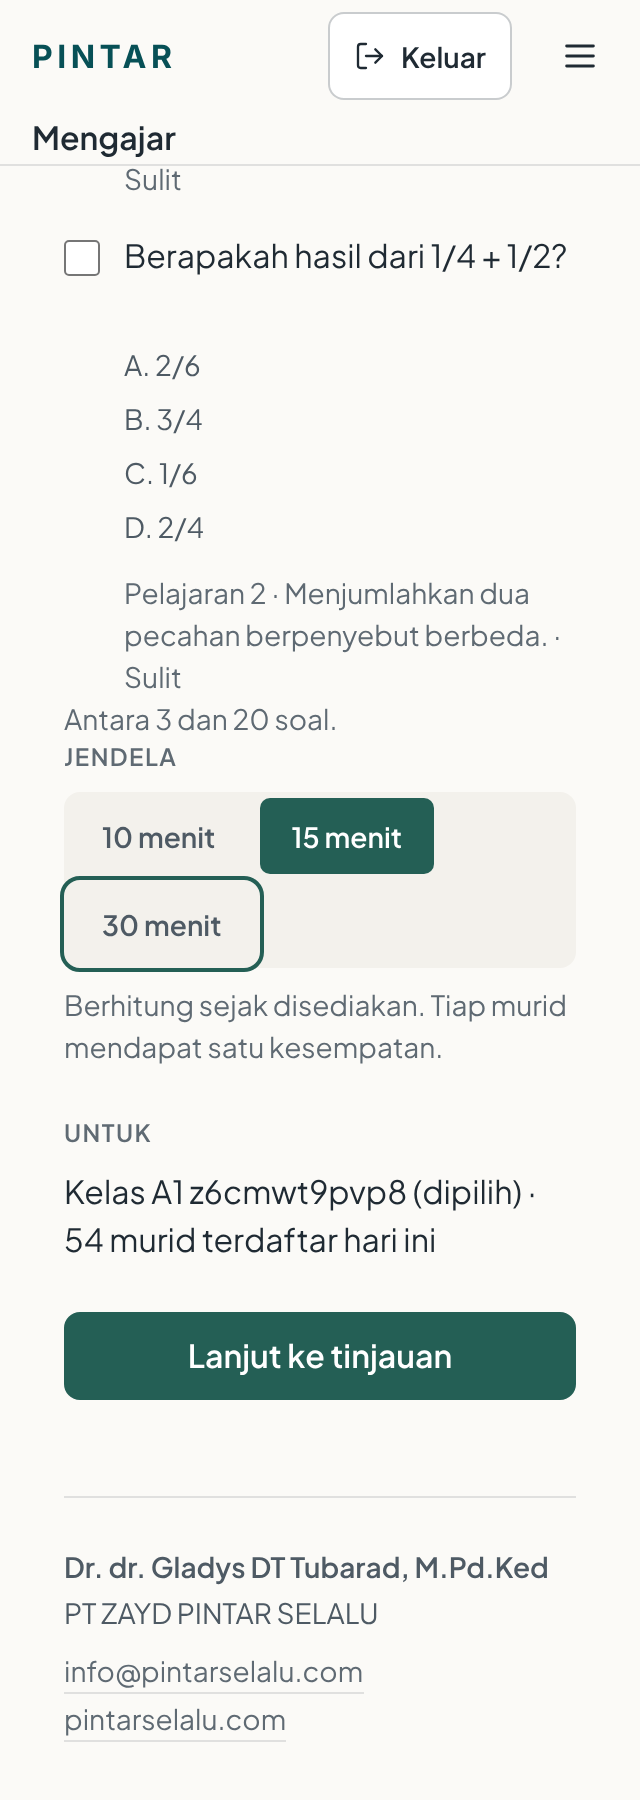 PINTAR
Keluar
Mengajar
Sulit
Berapakah hasil dari 1/4 + 1/2?
A. 2/6
B. 3/4
C. 1/6
D. 2/4
Pelajaran 2 · Menjumlahkan dua
pecahan berpenyebut berbeda. ·
Sulit
Antara 3 dan 20 soal.
JENDELA
10 menit
15 menit
30 menit
Berhitung sejak disediakan. Tiap murid
mendapat satu kesempatan.
UNTUK
Kelas A1 z6cmwt9pvp8 (dipilih) ·
54 murid terdaftar hari ini
Lanjut ke tinjauan
Dr. dr. Gladys DT Tubarad, M.Pd.Ked
PT ZAYD PINTAR SELALU
info@pintarselalu.com
pintarselalu.com